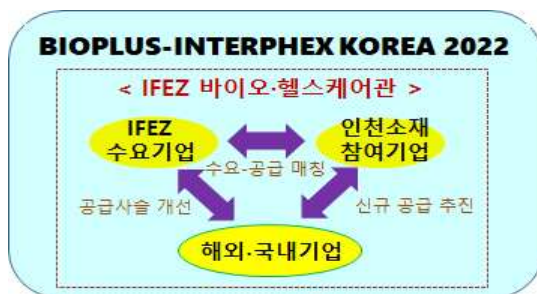 BIOPLUS-INTERPHEX KOREA 2022
< IFEZ 바이오·헬스케어관 >
IFEZ
수요기업
인천소재
참여기업
수요-공급 매칭
공급사슬 개선
신규 공급 추진
해외·국내기업